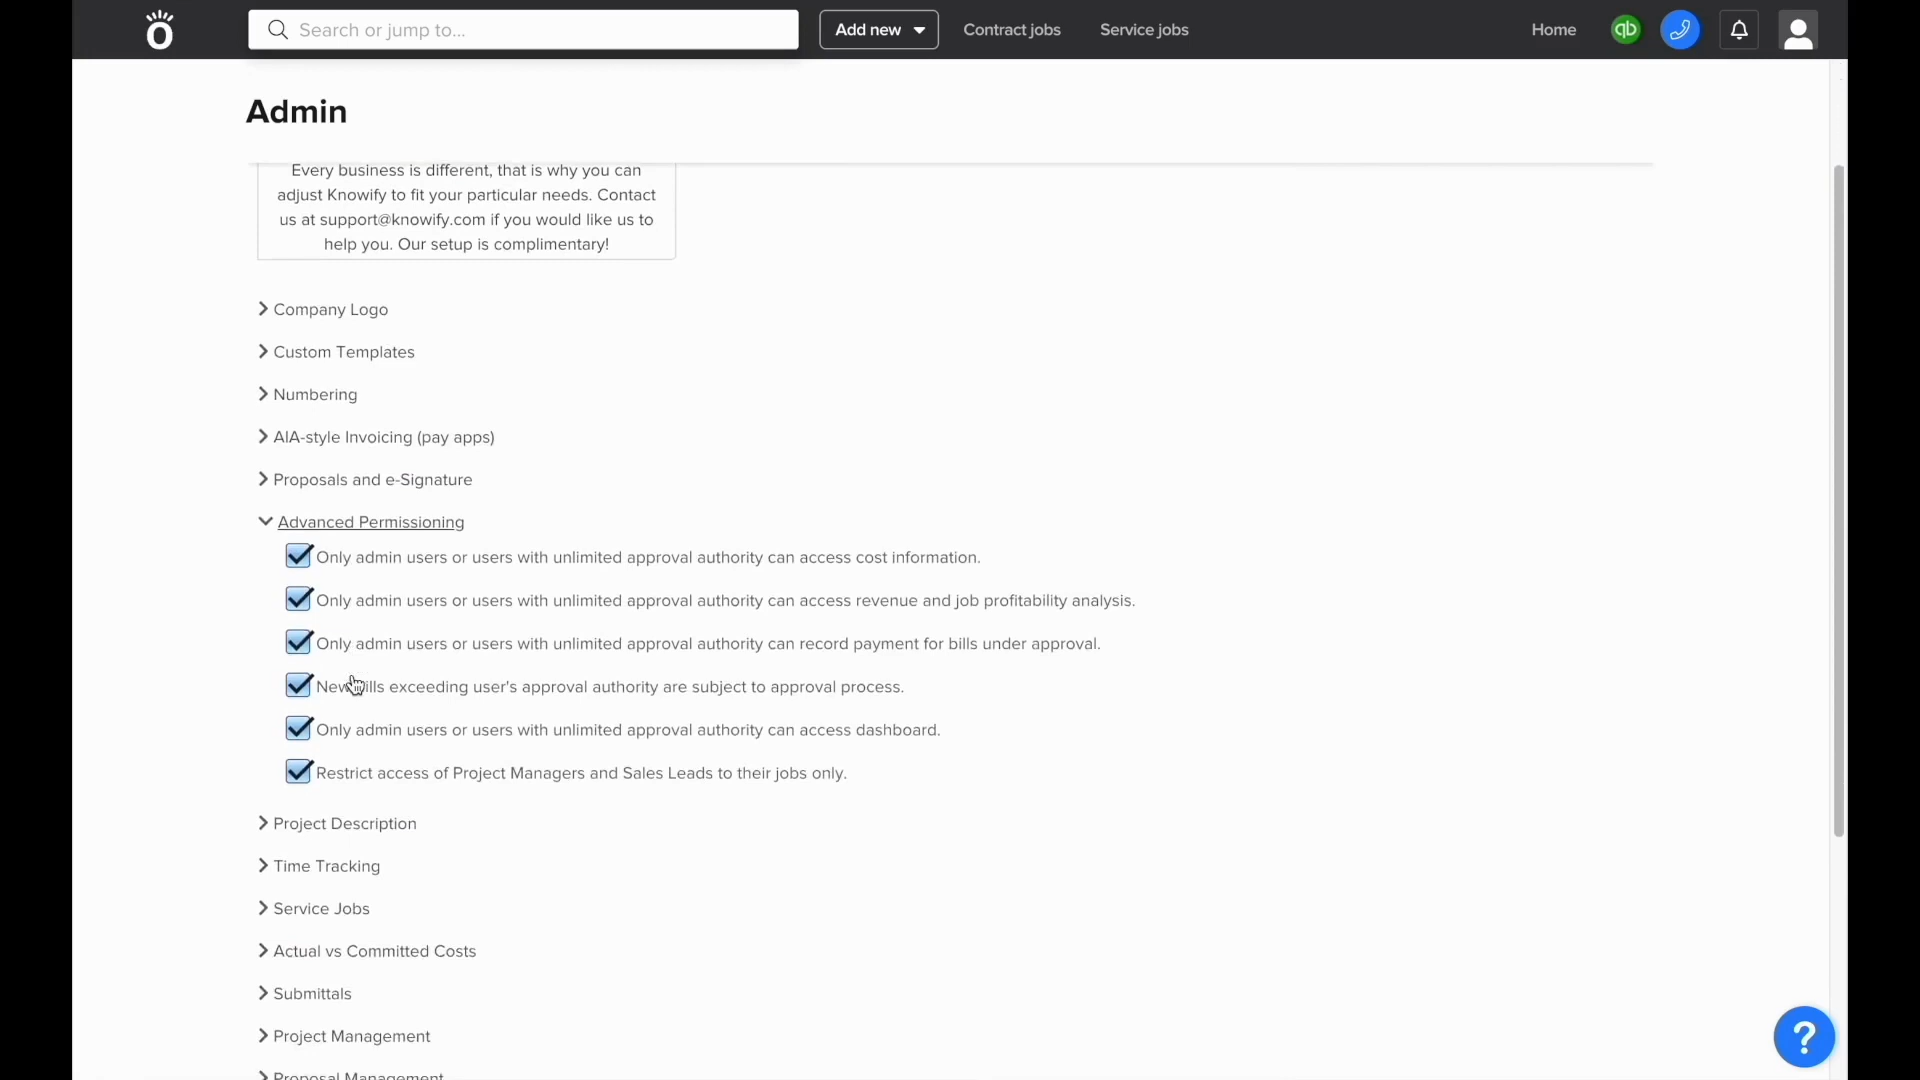 Search or jump to...
Add new
Contract jobs
Service jobs
Home
qb
Admin
Every business is different, that is why you can
adjust Knowify to fit your particular needs. Contact
us at support@knowify.com if you would like us to
help you. Our setup is complimentary!
Company Logo
Custom Templates
Numbering
AIA-style Invoicing (pay apps)
Proposals and e-Signature
Advanced Permissioning
Only admin users or users with unlimited approval authority can access cost information.
Only admin users or users with unlimited approval authority can access revenue and job profitability analysis.
Only admin users or users with unlimited approval authority can record payment for bills under approval.
New bills exceeding user's approval authority are subject to approval process.
Only admin users or users with unlimited approval authority can access dashboard.
Restrict access of Project Managers and Sales Leads to their jobs only.
Project Description
Time Tracking
Service Jobs
Actual vs Committed Costs
Submittals
Project Management
Proposal Management
?